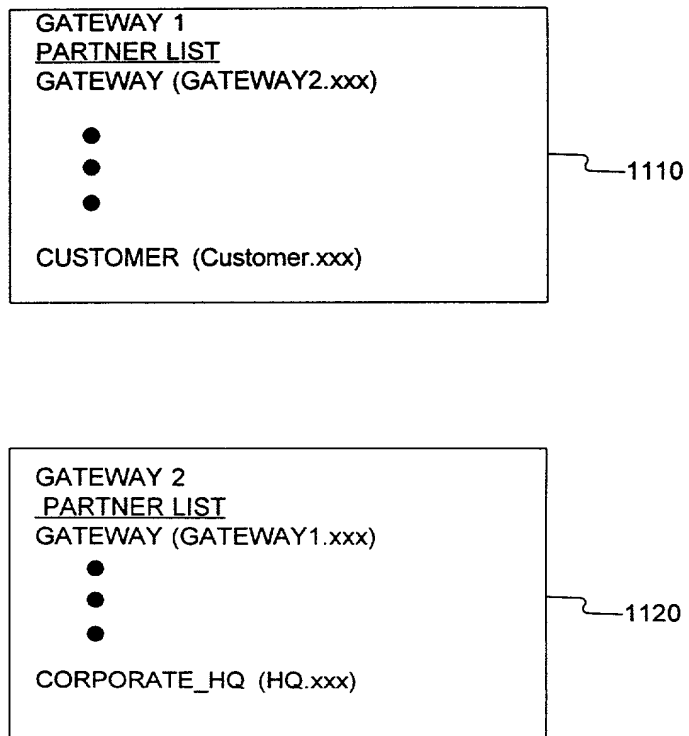 GATEWAY 1
PARTNER LIST
GATEWAY (GATEWAY2.xxx)
1110
CUSTOMER (Customer.xxx)
GATEWAY 2
PARTNER LIST
GATEWAY (GATEWAY1.xxx)
1120
CORPORATE_HQ (HQ.xxx)